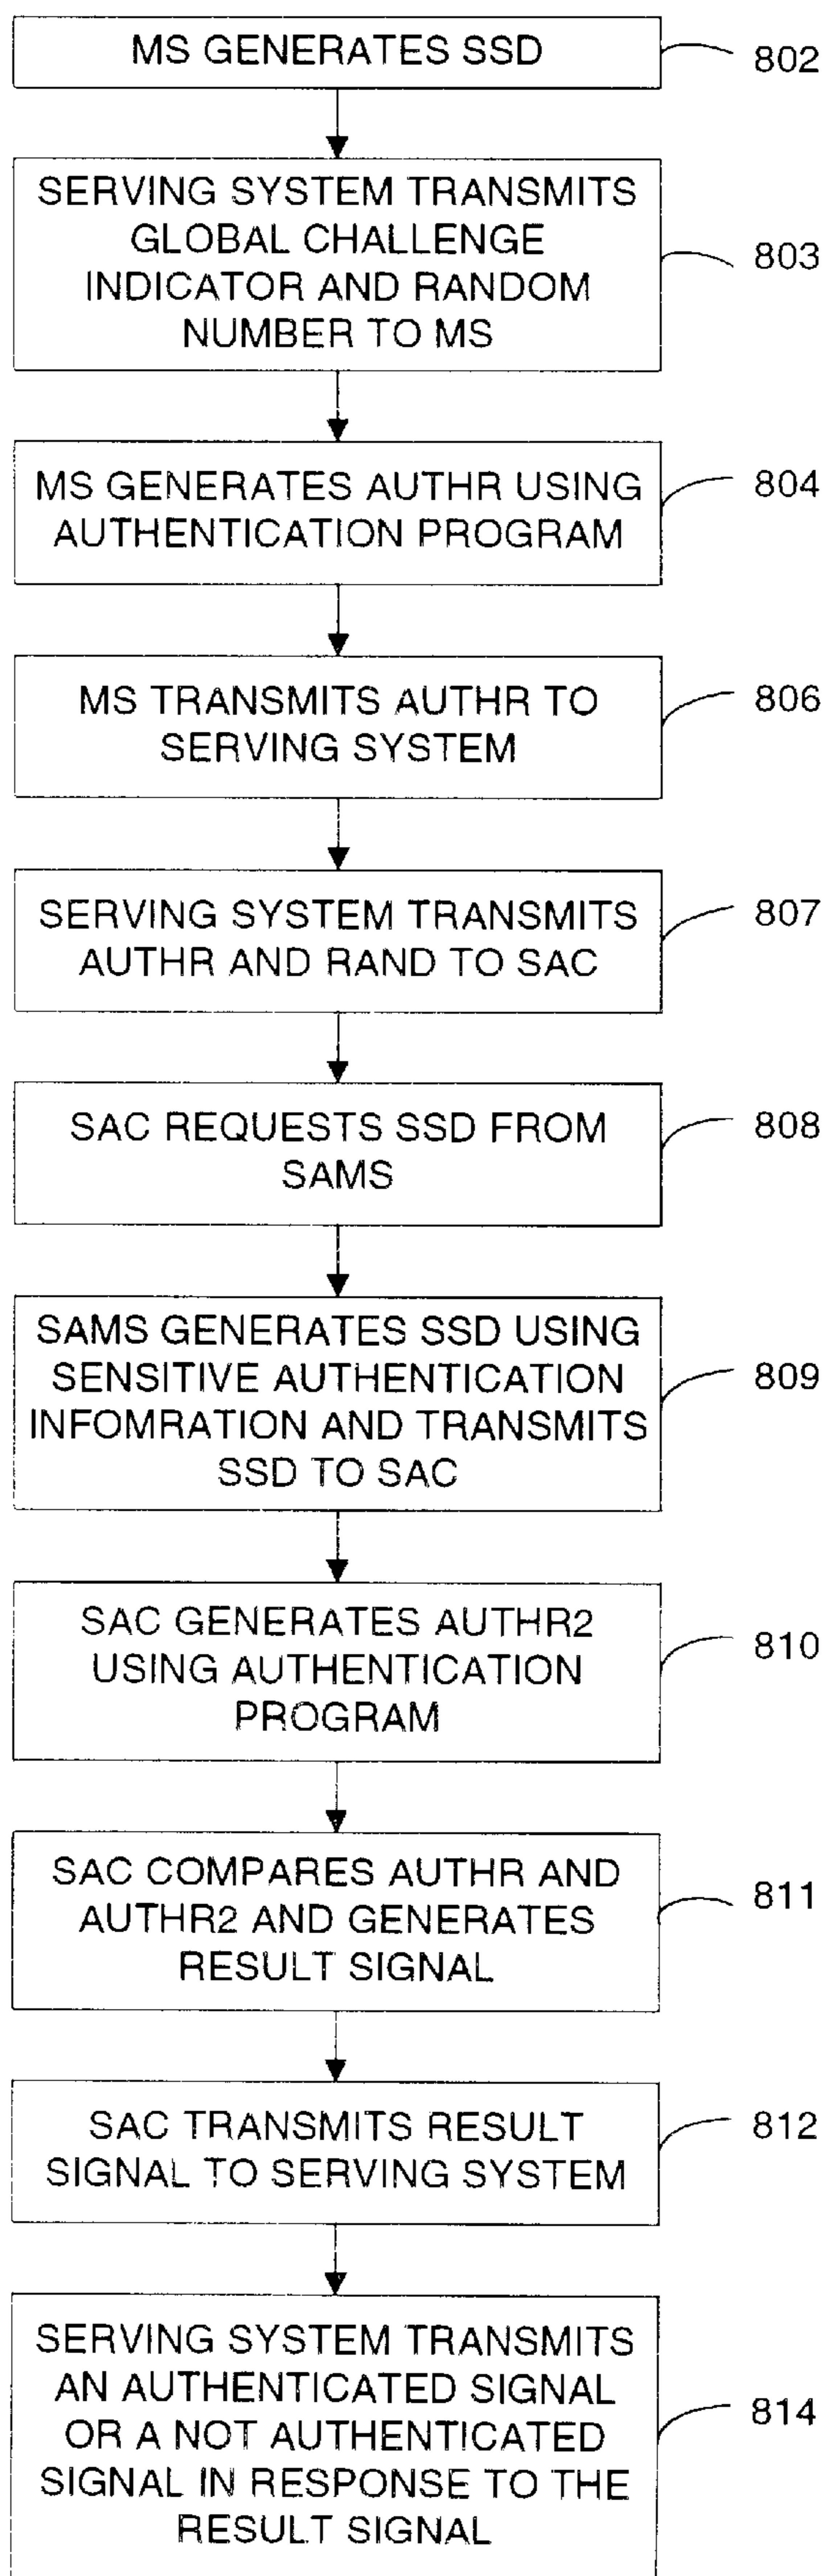 MS GENERATES SSD
802
SERVING SYSTEM TRANSMITS
GLOBAL CHALLENGE
INDICATOR AND RANDOM
NUMBER TO MS
803
MS GENERATES AUTHR USING
AUTHENTICATION PROGRAM
804
MS TRANSMITS AUTHR TO
SERVING SYSTEM
806
SERVING SYSTEM TRANSMITS
AUTHR AND RAND TO SAC
807
SAC REQUESTS SSD FROM
SAMS
808
SAMS GENERATES SSD USING
SENSITIVE AUTHENTICATION
INFOMRATION AND TRANSMITS
SSD TO SAC
809
SAC GENERATES AUTHR2
USING AUTHENTICATION
PROGRAM
810
SAC COMPARES AUTHR AND
AUTHR2 AND GENERATES
RESULT SIGNAL
811
SAC TRANSMITS RESULT
SIGNAL TO SERVING SYSTEM
812
SERVING SYSTEM TRANSMITS
AN AUTHENTICATED SIGNAL
OR A NOT AUTHENTICATED
SIGNAL IN RESPONSE TO THE
RESULT SIGNAL
814